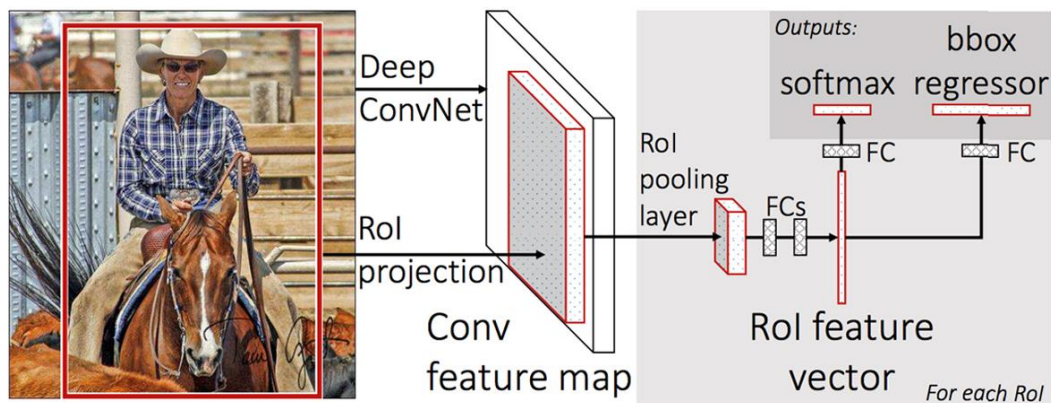 Deep
ConvNet
RoI
projection
Conv
feature map
RoI
pooling
layer
FCs
Outputs:
softmax
bbox
regressor
FC
FC
RoI feature
vector
For each RoI